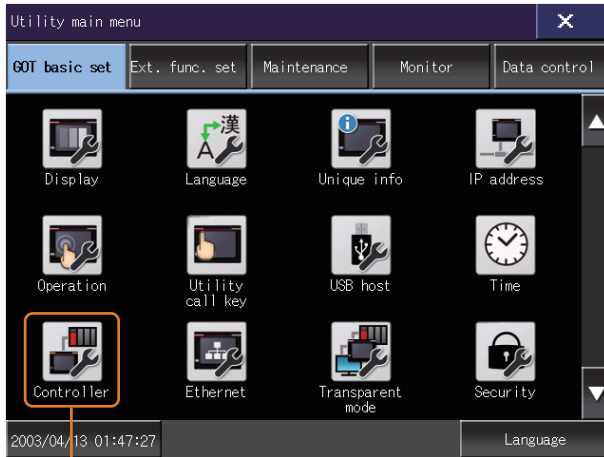 Utility main menu
GOT basic set Ext. func. set Maintenance Monitor Data control
漢
A
i
Display Language Unique info IP address
Operation Utility call key USB host Time
Controller Ethernet Transparent mode Security
2003/04/13 01:47:27 Language